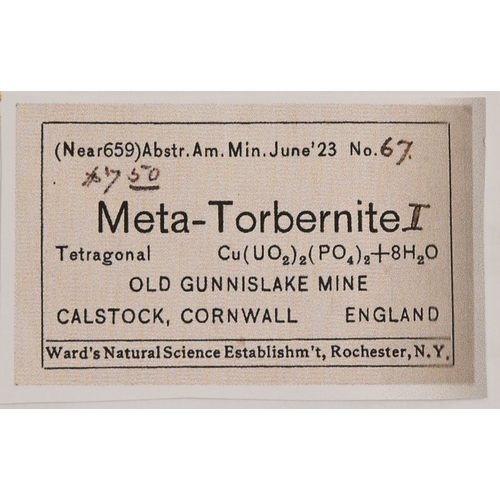 (Near659)Abstr.Am.Min.June'23 No.67.
$7 50
Meta-Torbernite I
Tetragonal Cu(UO₂)₂(PO₄)₂+8H₂O
OLD GUNNISLAKE MINE
CALSTOCK, CORNWALL ENGLAND
Ward's Natural Science Establishm't, Rochester, N.Y.